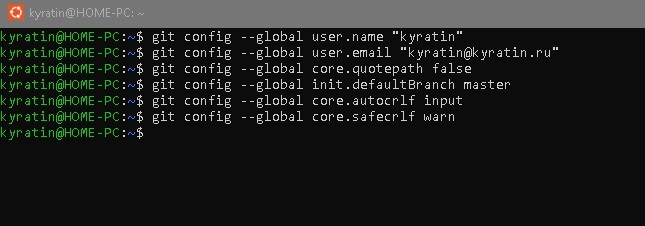 kyratin@HOME-PC: ~
kyratin@HOME-PC:~$ git config --global user.name "kyratin"
kyratin@HOME-PC:~$ git config --global user.email "kyratin@kyratin.ru"
kyratin@HOME-PC:~$ git config --global core.quotepath false
kyratin@HOME-PC:~$ git config --global init.defaultBranch master
kyratin@HOME-PC:~$ git config --global core.autocrlf input
kyratin@HOME-PC:~$ git config --global core.safecrlf warn
kyratin@HOME-PC:~$